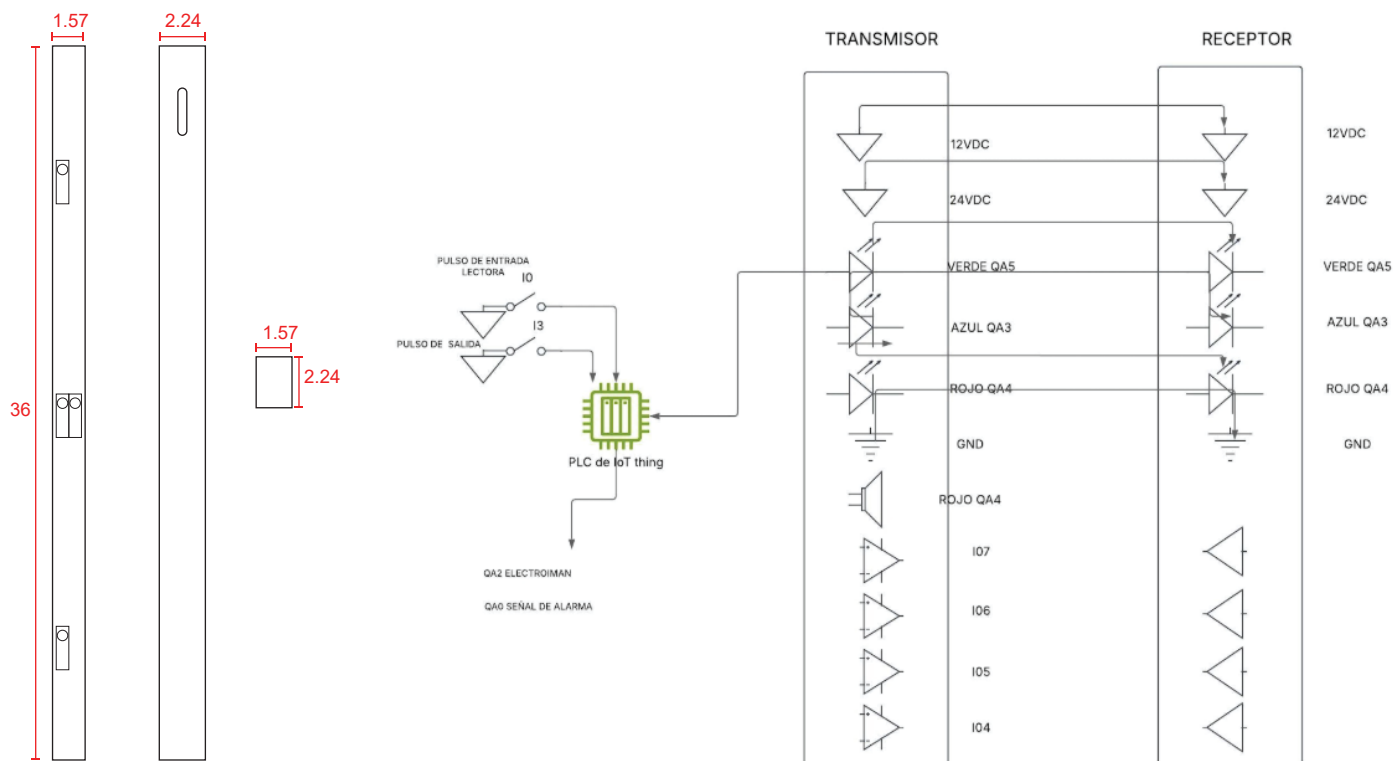 1.57
2.24
36
1.57
2.24
TRANSMISOR
RECEPTOR
12VDC
12VDC
24VDC
24VDC
PULSO DE ENTRADA
LECTORA
I0
VERDE QA5
VERDE QA5
I3
PULSO DE SALIDA
AZUL QA3
AZUL QA3
ROJO QA4
ROJO QA4
PLC de IoT thing
GND
GND
ROJO QA4
I07
QA2 ELECTROIMAN
QA0 SEÑAL DE ALARMA
I06
I05
I04